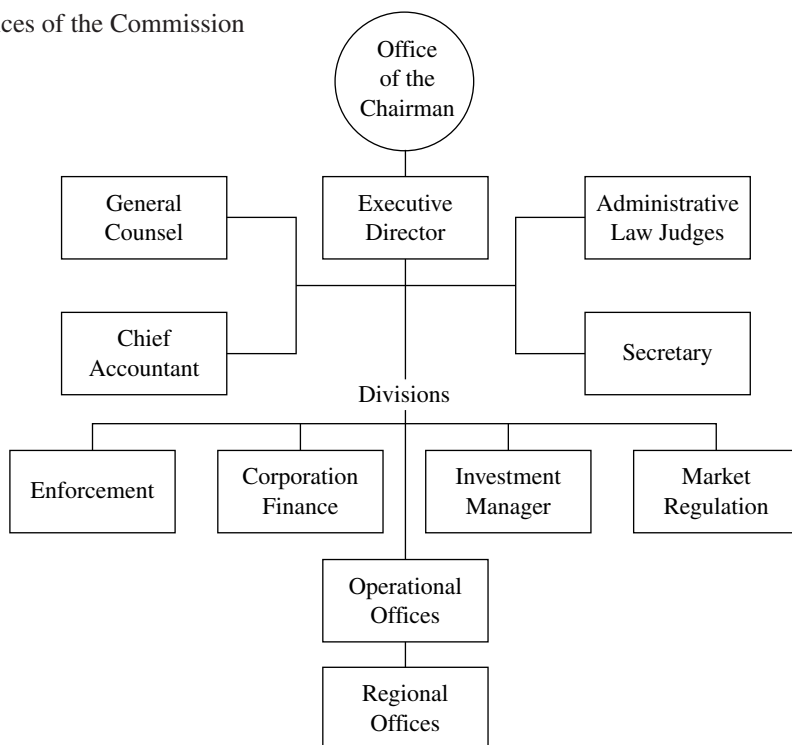 ces of the Commission
Office
of the
Chairman
General
Counsel
Executive
Director
Administrative
Law Judges
Chief
Accountant
Secretary
Divisions
Enforcement
Corporation
Finance
Investment
Manager
Market
Regulation
Operational
Offices
Regional
Offices